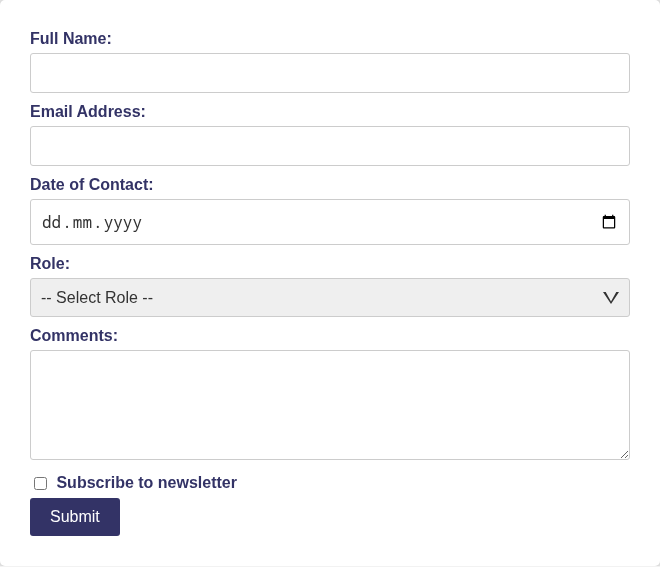 Full Name:
Email Address:
Date of Contact:
dd.mm.yyyy
Role:
-- Select Role --
Comments:
Subscribe to newsletter
Submit